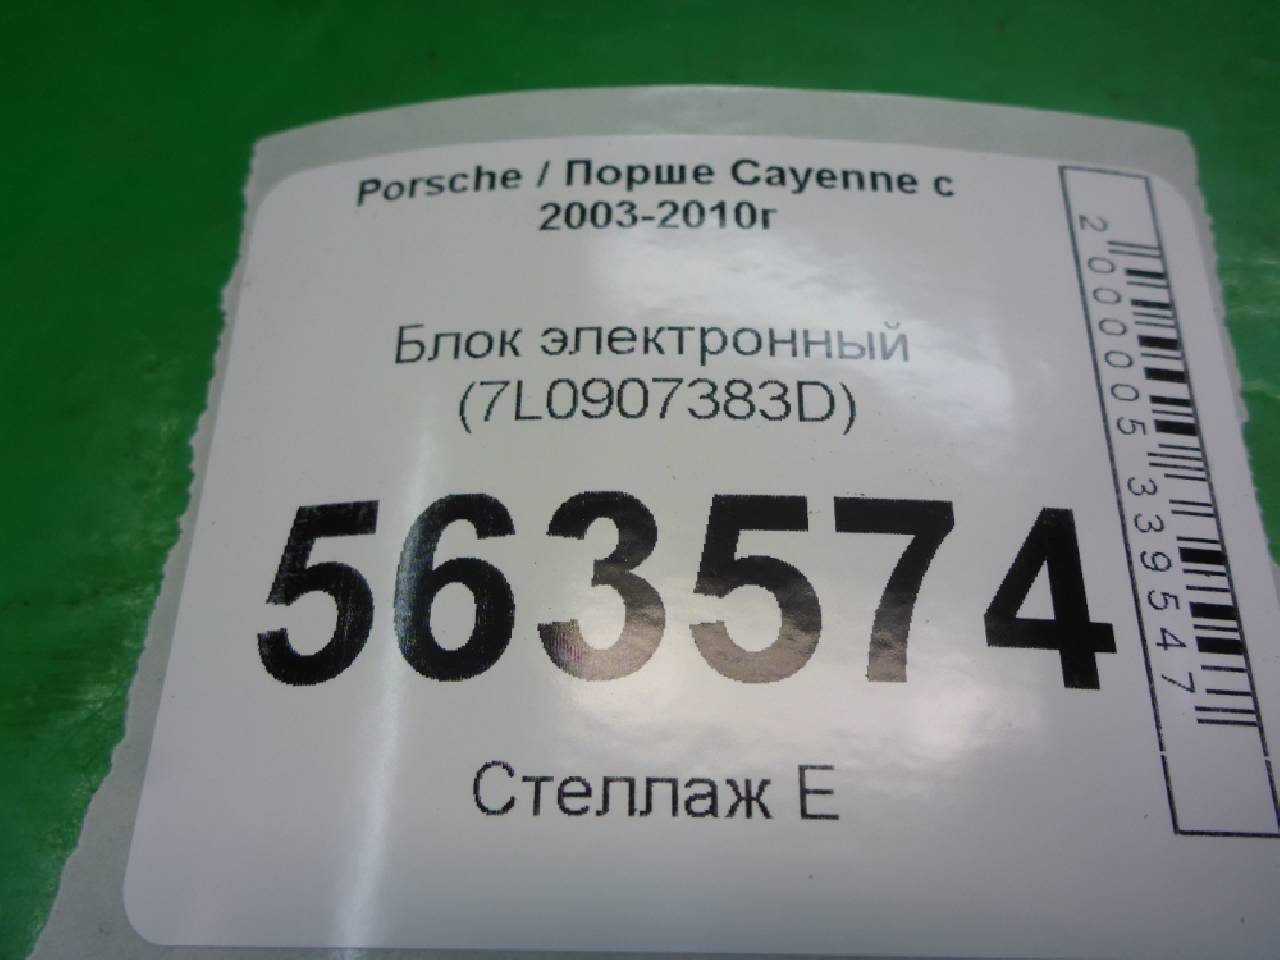 Porsche / Порше Cayenne с
2003-2010г
Блок электронный
(7L0907383D)
563574
Стеллаж Е
2000005339547